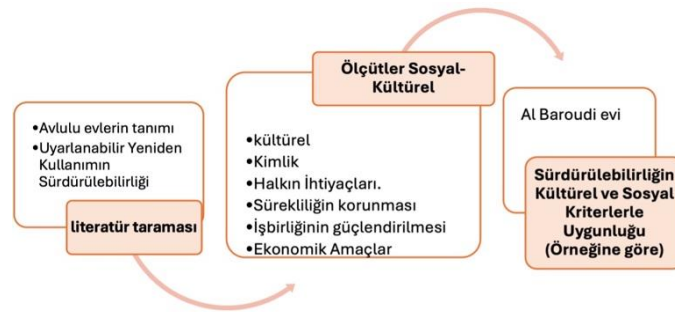 •Avlulu evlerin tanımı
•Uyarlanabilir Yeniden
Kullanımın
Sürdürülebilirliği
literatür taraması
Ölçütler Sosyal-
Kültürel
•kültürel
•Kimlik
•Halkın İhtiyaçları.
•Sürekliliğin korunması
•İşbirliğinin güçlendirilmesi
•Ekonomik Amaçlar
Al Baroudi evi
Sürdürülebilirliğin
Kültürel ve Sosyal
Kriterlerle
Uygunluğu
(Örneğine göre)